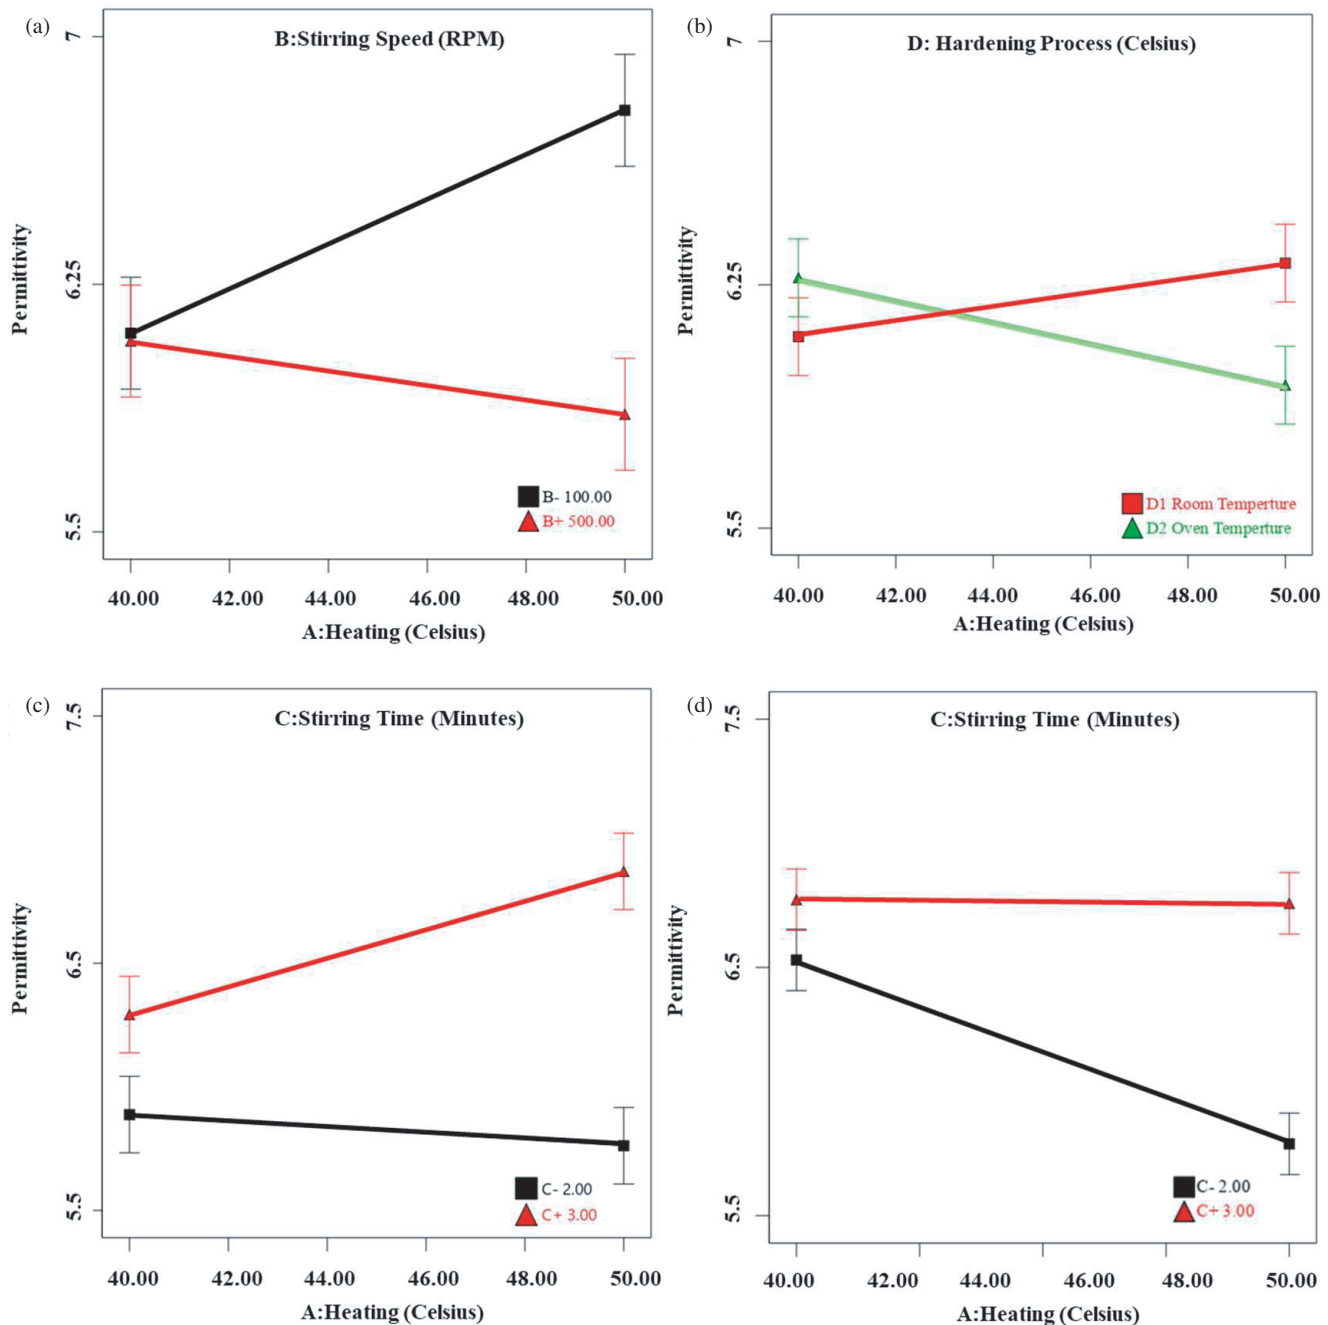 (a)
B:Stirring Speed (RPM)
7
6.25
5.5
Permittivity
B- 100.00
B+ 500.00
40.00 42.00 44.00 46.00 48.00 50.00
A:Heating (Celsius)
(b)
D: Hardening Process (Celsius)
7
6.25
5.5
Permittivity
D1 Room Temperture
D2 Oven Temperture
40.00 42.00 44.00 46.00 48.00 50.00
A:Heating (Celsius)
(c)
C:Stirring Time (Minutes)
7.5
6.5
5.5
Permittivity
C- 2.00
C+ 3.00
40.00 42.00 44.00 46.00 48.00 50.00
A:Heating (Celsius)
(d)
C:Stirring Time (Minutes)
7.5
6.5
5.5
Permittivity
C- 2.00
C+ 3.00
40.00 42.00 44.00 46.00 48.00 50.00
A:Heating (Celsius)